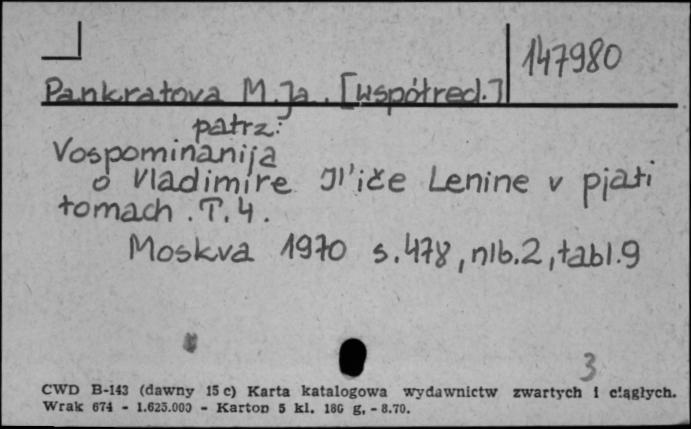 147980
Pankratova M.Ja. [współred.]
patrz:
Vospominanija
o Vladimire Il'iče Lenine v pjati
tomach. T.4.
Moskva 1970 s.478, nlb.2, tabl.9
3
CWD B-143 (dawny 15 c) Karta katalogowa wydawnictw zwartych i ciągłych.
Wrak 674 - 1.625.000 - Karton 5 kl. 180 g. - 8.70.